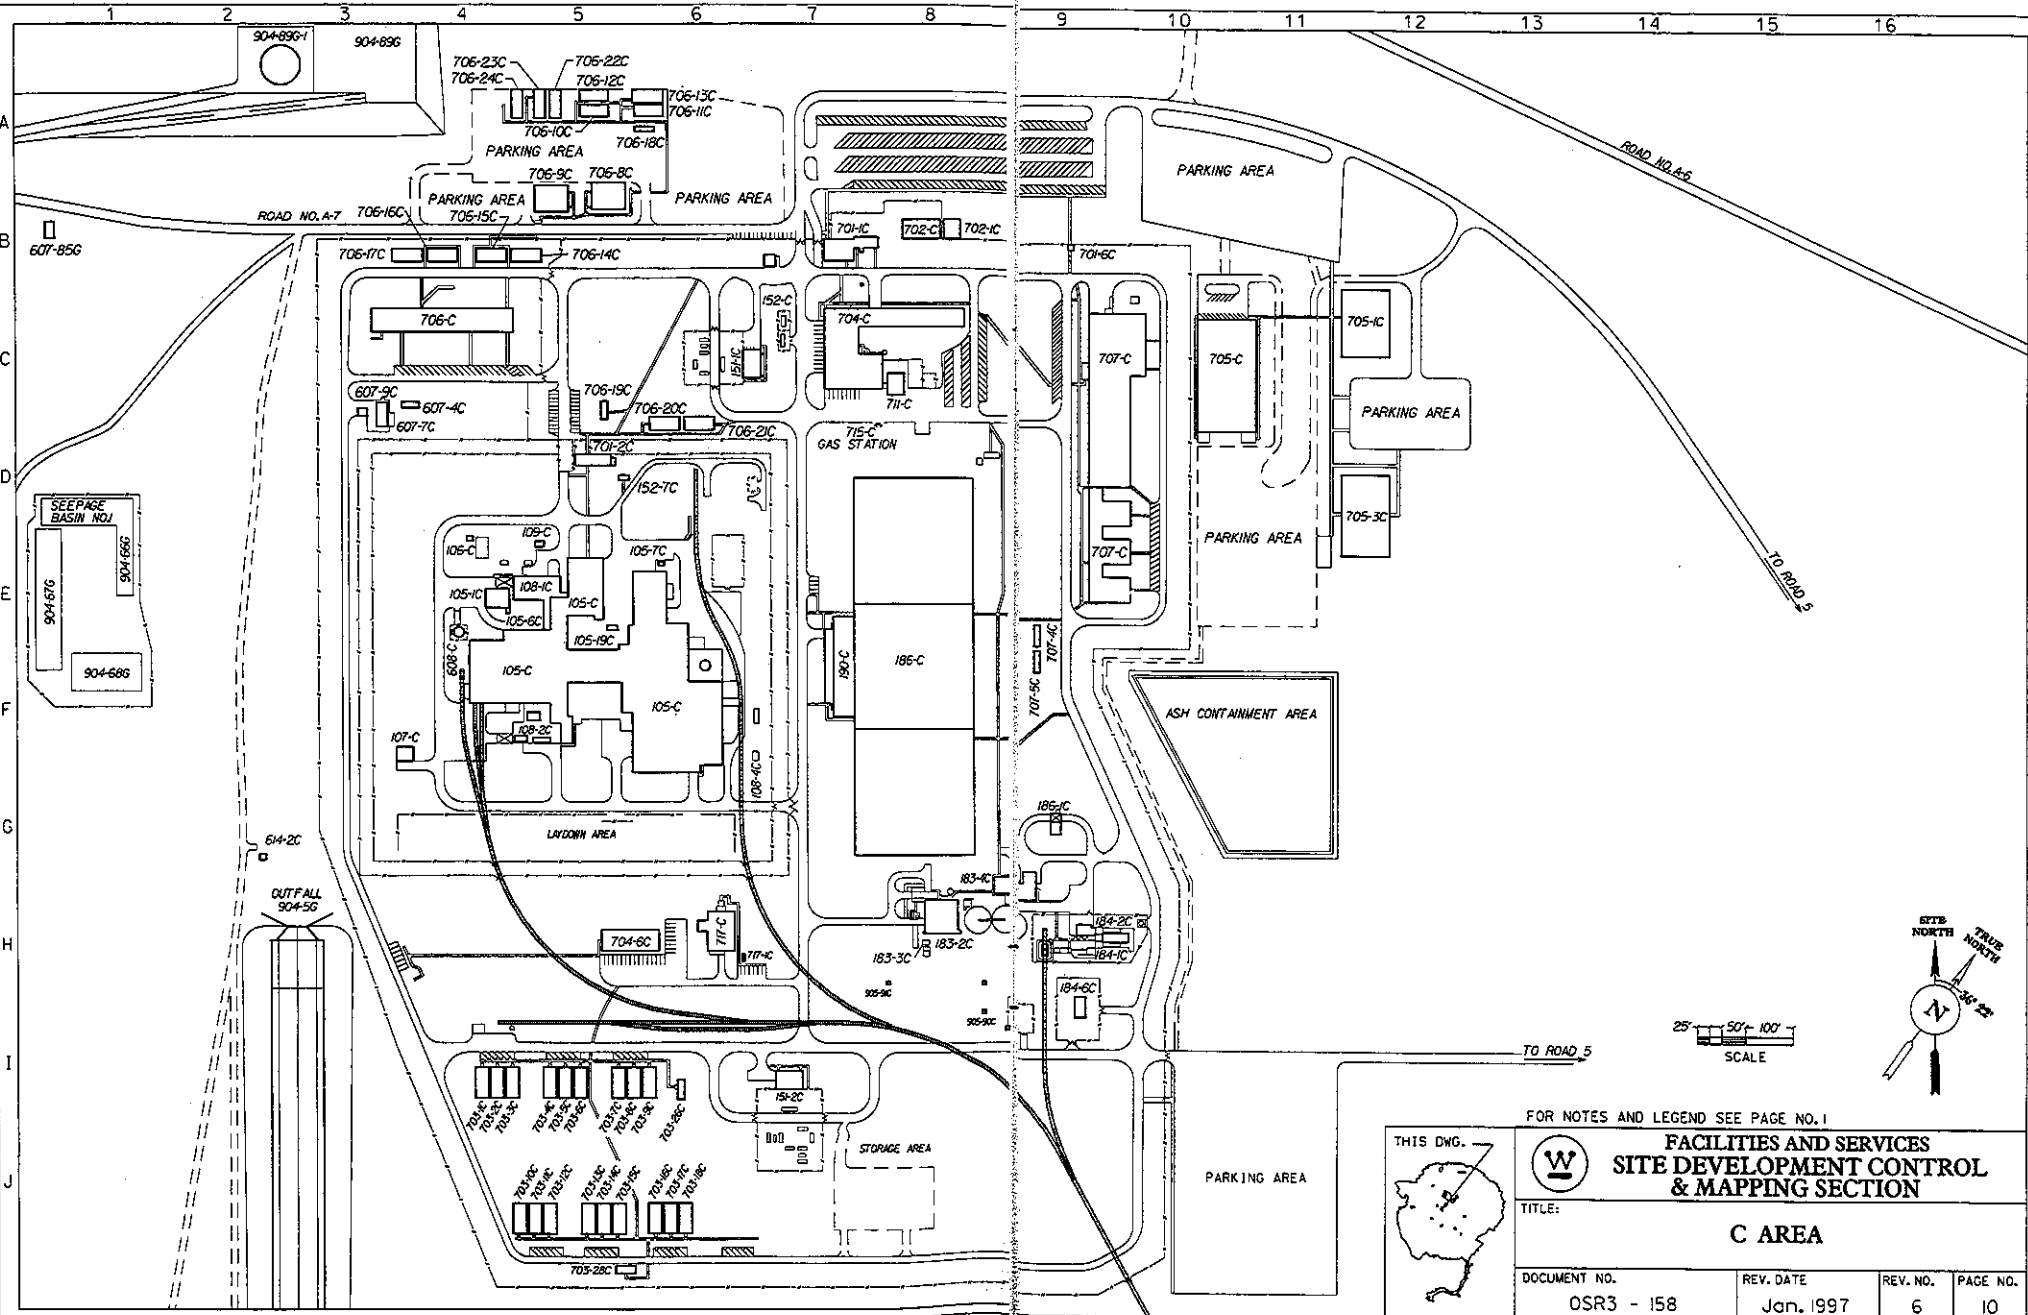 1 2 3 4 5 6 7 8 9 10 11 12 13 14 15 16
A
B
C
D
E
F
G
H
I
J
904-89G-1
904-89G
706-23C
706-24C
706-22C
706-12C
706-13C
706-11C
706-10C
706-18C
PARKING AREA
706-9C
706-8C
PARKING AREA
PARKING AREA
PARKING AREA
ROAD NO. A-6
ROAD NO. A-7
706-16C
706-15C
607-85G
706-17C
706-14C
701-1C
702-C
702-1C
701-6C
706-C
152-C
151-1C
704-C
711-C
707-C
705-C
705-1C
PARKING AREA
607-9C
607-4C
607-7C
706-19C
706-20C
706-21C
701-2C
715-C
GAS STATION
152-7C
SEEPAGE
BASIN NO.1
904-66G
904-67G
904-68G
106-C
109-C
105-7C
108-1C
105-1C
105-C
105-6C
105-19C
608-C
105-C
105-C
108-2C
107-C
108-4C
LAYDOWN AREA
190-C
186-C
707-C
707-4C
707-5C
PARKING AREA
705-3C
TO ROAD 5
ASH CONTAINMENT AREA
186-1C
614-2C
OUTFALL
904-5G
183-4C
183-2C
183-3C
184-2C
184-1C
184-6C
704-6C
717-C
717-1C
905-91C
905-90C
TO ROAD 5
703-1C
703-2C
703-3C
703-4C
703-5C
703-6C
703-7C
703-8C
703-9C
703-26C
151-2C
STORAGE AREA
703-10C
703-11C
703-12C
703-13C
703-14C
703-15C
703-16C
703-17C
703-18C
703-28C
PARKING AREA
SITE
NORTH
TRUE
NORTH
36° 22'
N
25' 50' 100'
SCALE
FOR NOTES AND LEGEND SEE PAGE NO. 1
THIS DWG.
W
FACILITIES AND SERVICES
SITE DEVELOPMENT CONTROL
& MAPPING SECTION
TITLE:
C AREA
DOCUMENT NO.
OSR3 - 158
REV. DATE
Jan. 1997
REV. NO.
6
PAGE NO.
10